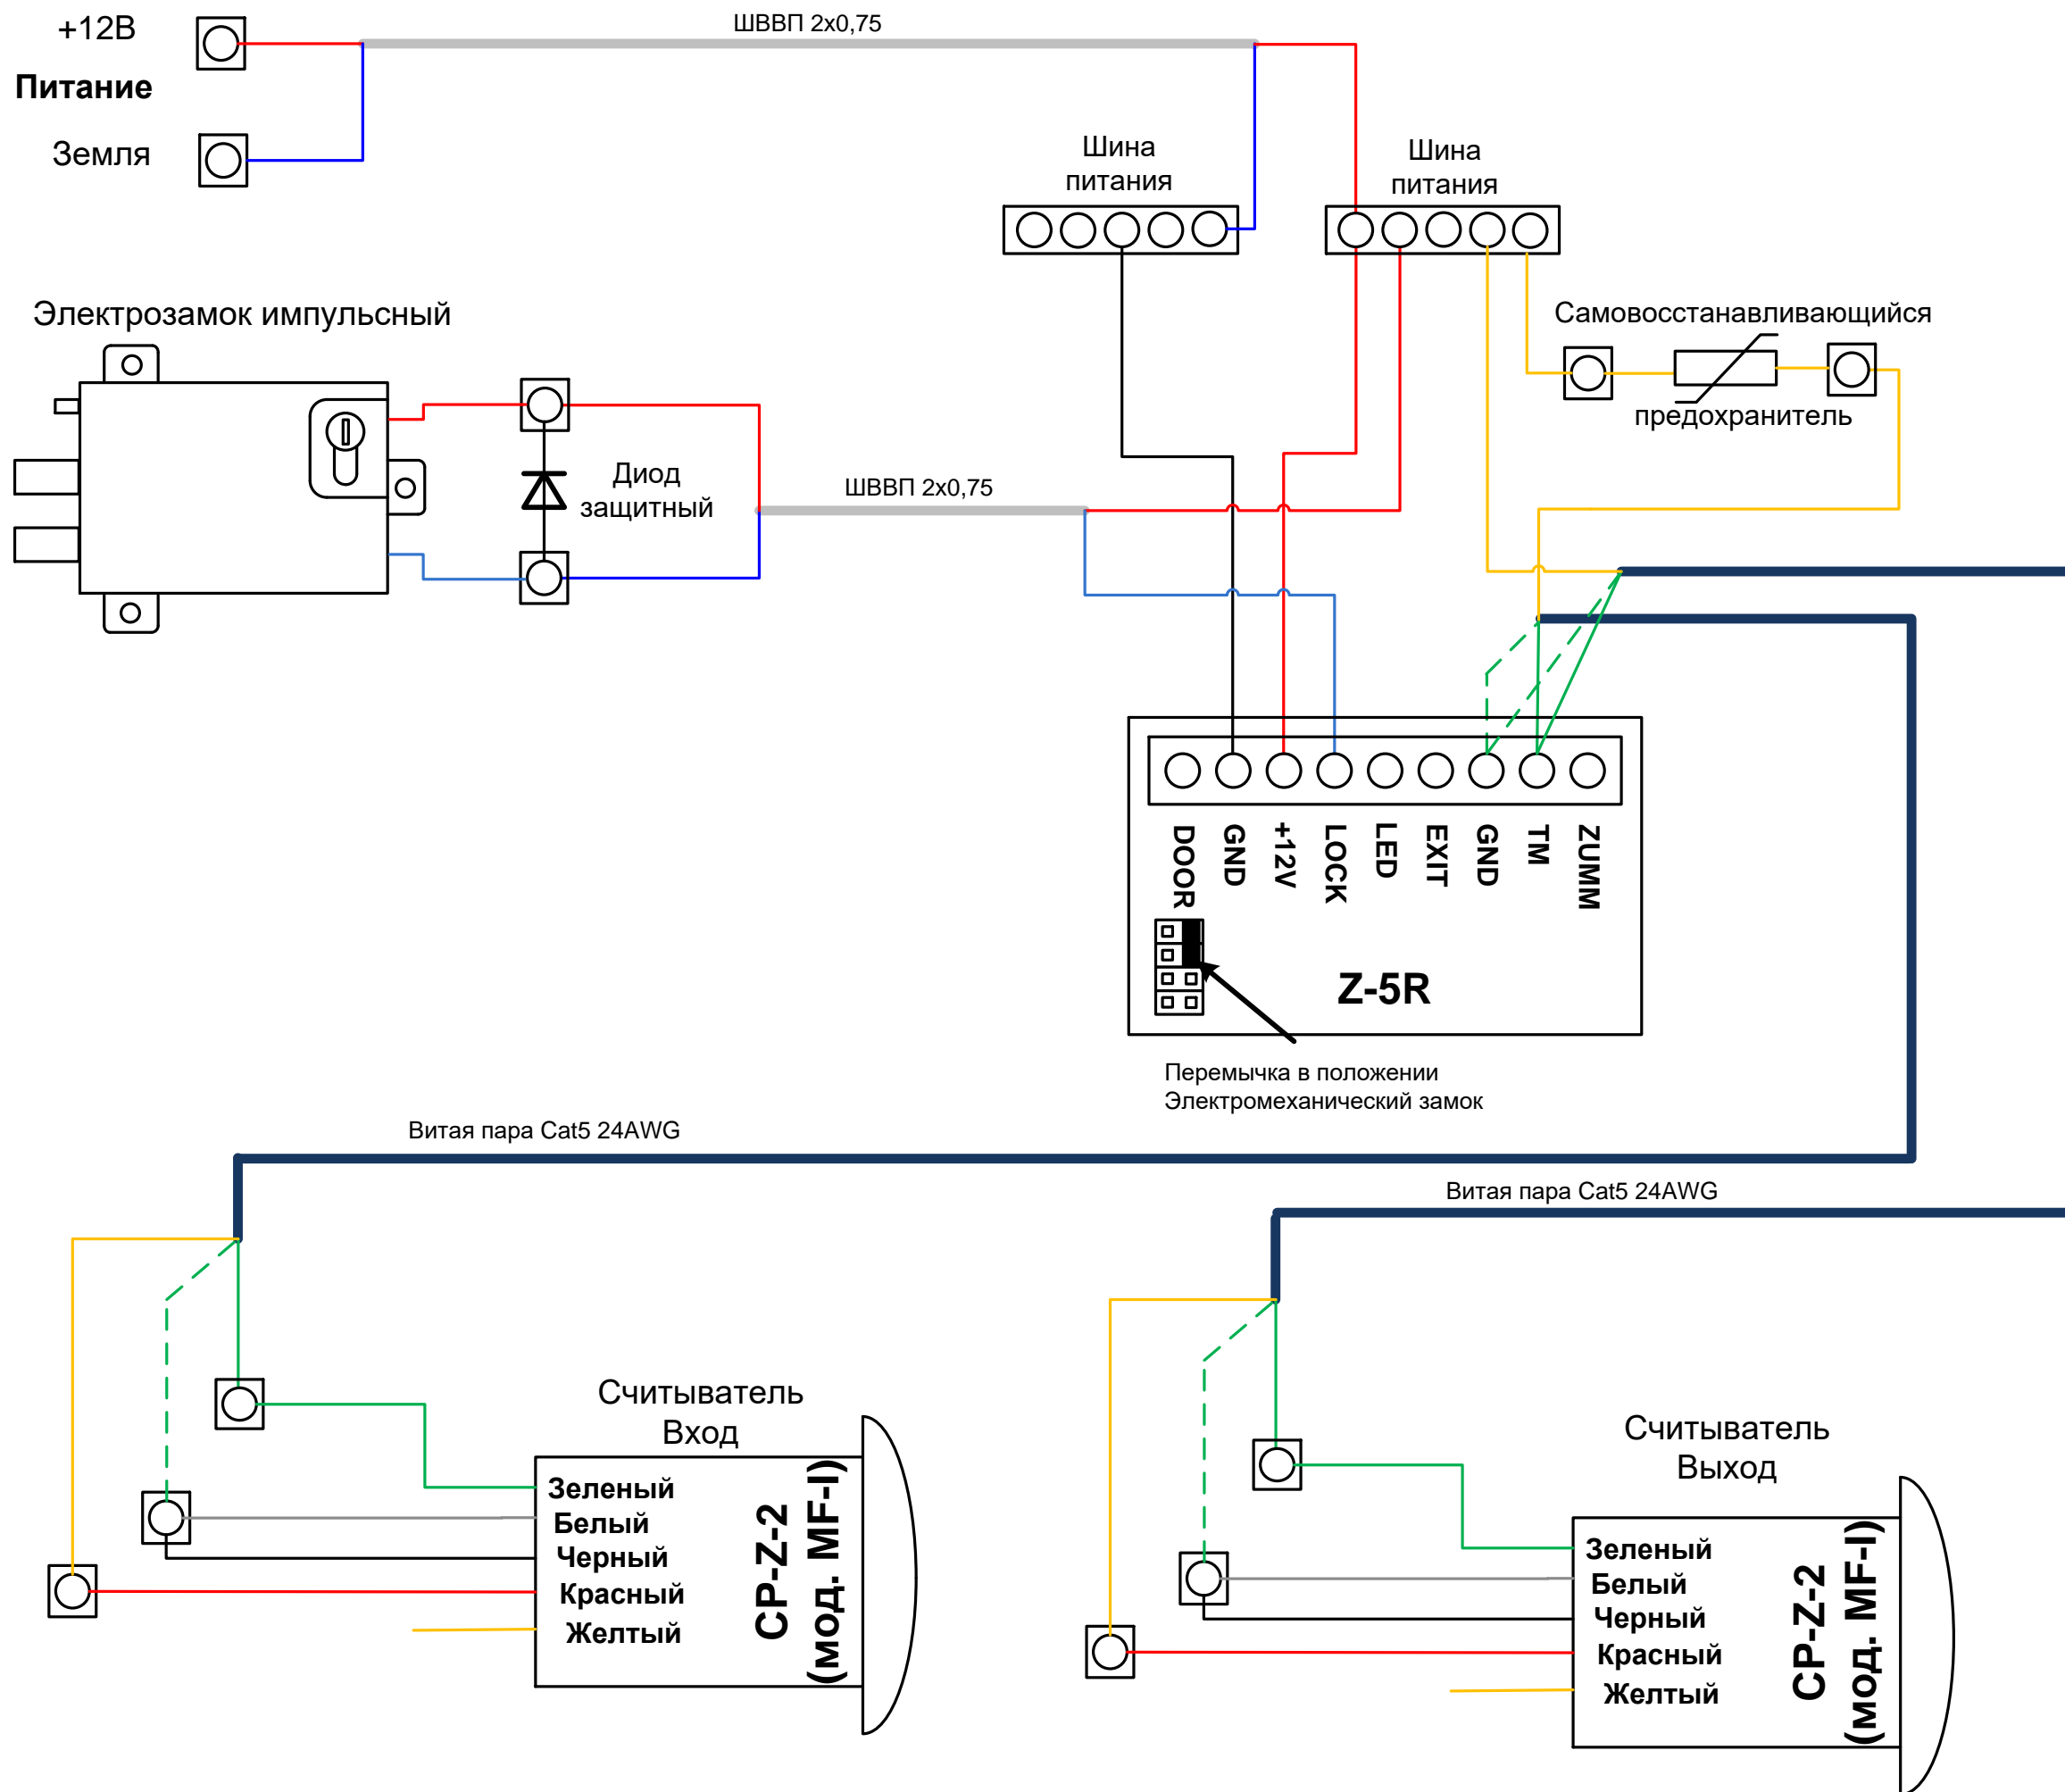 +12В
ШВВП 2х0,75
Питание
Земля
Шина
питания
Шина
питания
Электрозамок импульсный
Самовосстанавливающийся
предохранитель
Диод
защитный
ШВВП 2х0,75
DOOR
GND
+12V
LOCK
LED
EXIT
GND
TM
ZUMM
Z-5R
Перемычка в положении
Электромеханический замок
Витая пара Cat5 24AWG
Витая пара Cat5 24AWG
Считыватель
Вход
Зеленый
Белый
Черный
Красный
Желтый
CP-Z-2
(мод. MF-I)
Считыватель
Выход
Зеленый
Белый
Черный
Красный
Желтый
CP-Z-2
(мод. MF-I)